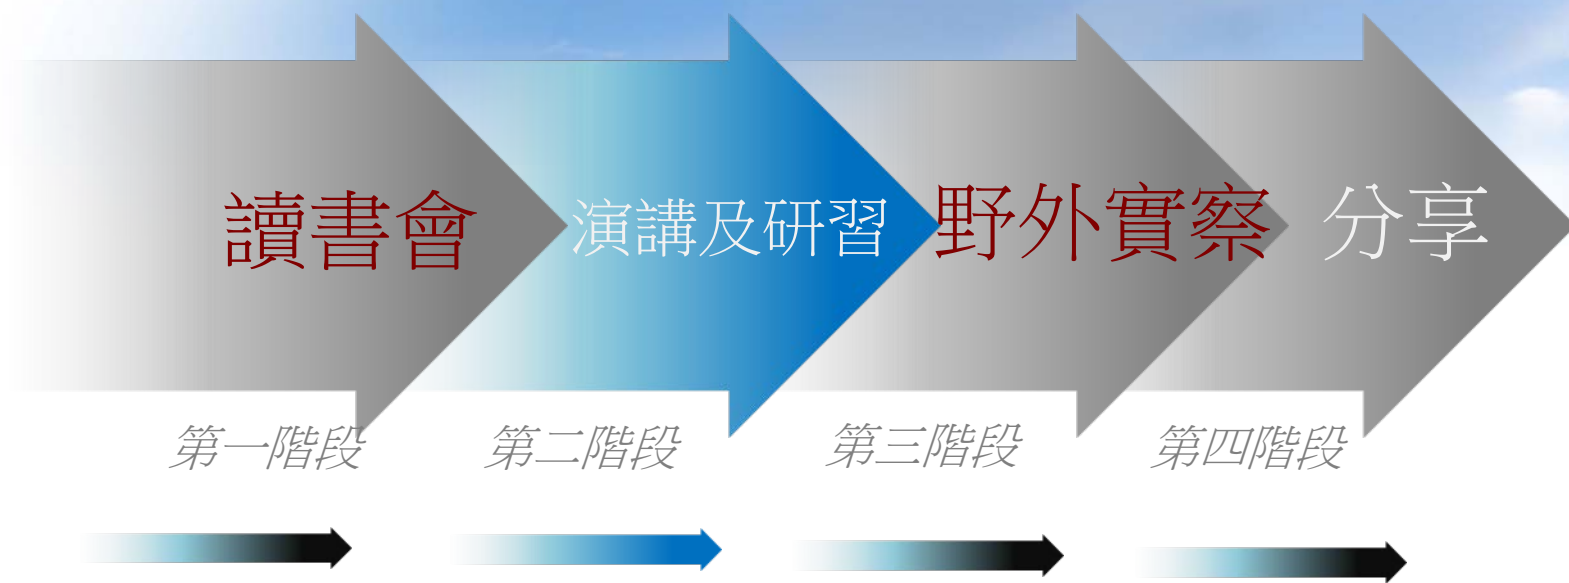 讀書會
演講及研習
野外實察
分享
第一階段
第二階段
第三階段
第四階段